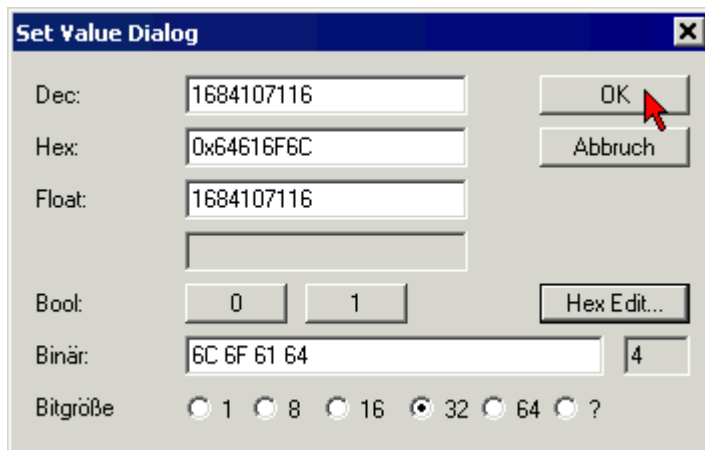 Set Value Dialog
Dec: 1684107116 OK
Hex: 0x64616F6C Abbruch
Float: 1684107116
Bool: 0 1 Hex Edit...
Binär: 6C 6F 61 64 4
Bitgröße 1 8 16 32 64 ?